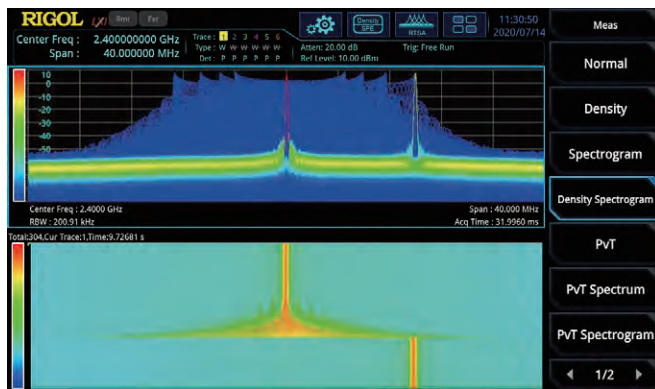 RIGOL LXI Rmt Ext
Center Freq : 2.400000000 GHz
Span : 40.000000 MHz
Trace : 1 2 3 4 5 6
Type : W W W W W W
Det : P P P P P P
Density
SPE
RTSA
Atten: 20.00 dB
Trig: Free Run
Ref Level: 10.00 dBm
11:30:50
2020/07/14
10
0
-10
-20
-30
-40
-50
Center Freq : 2.4000 GHz
Span : 40.000 MHz
RBW : 200.91 kHz
Acq Time : 31.9960 ms
Total:304,Cur Trace:1,Time:9.72681 s
Meas
Normal
Density
Spectrogram
Density Spectrogram
PvT
PvT Spectrum
PvT Spectrogram
1/2